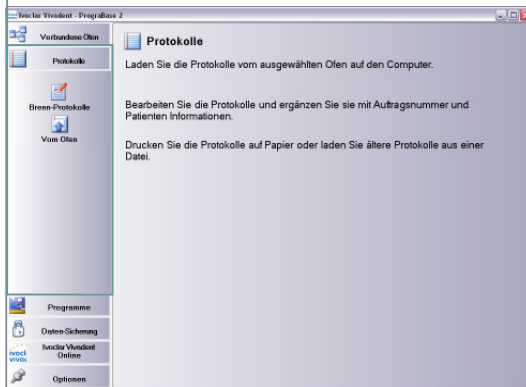 Ivoclar Vivadent - PrograBase 2
Verbundene Öfen
Protokolle
Brenn-Protokolle
Vom Ofen
Programme
Daten-Sicherung
Ivoclar Vivadent
Online
Optionen
Protokolle
Laden Sie die Protokolle vom ausgewählten Ofen auf den Computer.
Bearbeiten Sie die Protokolle und ergänzen Sie sie mit Auftragsnummer und
Patienten Informationen.
Drucken Sie die Protokolle auf Papier oder laden Sie ältere Protokolle aus einer
Datei.